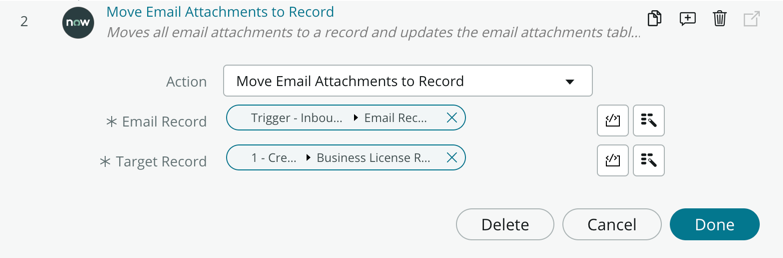 2
now
Move Email Attachments to Record
Moves all email attachments to a record and updates the email attachments tabl...
Action
Move Email Attachments to Record
* Email Record
Trigger - Inbou... ▸ Email Rec...
* Target Record
1 - Cre... ▸ Business License R...
Delete
Cancel
Done